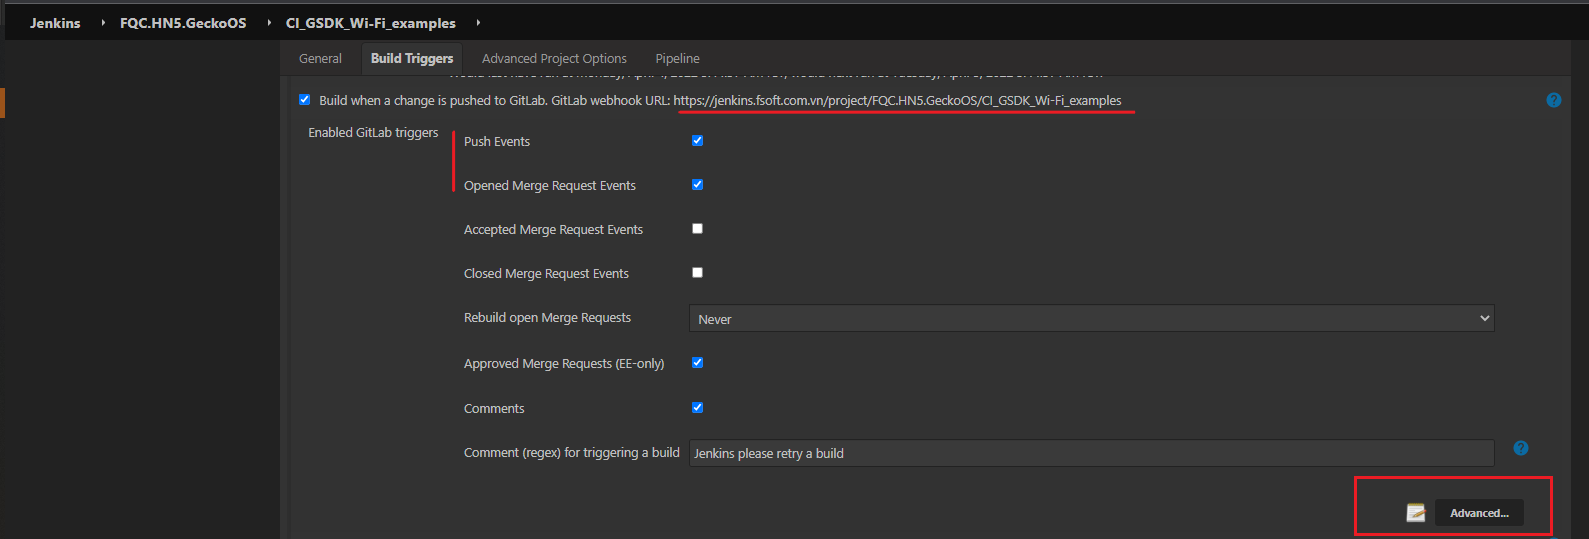 Jenkins FQC.HN5.GeckoOS CI_GSDK_Wi-Fi_examples
General Build Triggers Advanced Project Options Pipeline
Build when a change is pushed to GitLab. GitLab webhook URL: https://jenkins.fsoft.com.vn/project/FQC.HN5.GeckoOS/CI_GSDK_Wi-Fi_examples
Enabled GitLab triggers
Push Events
Opened Merge Request Events
Accepted Merge Request Events
Closed Merge Request Events
Rebuild open Merge Requests Never
Approved Merge Requests (EE-only)
Comments
Comment (regex) for triggering a build Jenkins please retry a build
Advanced...